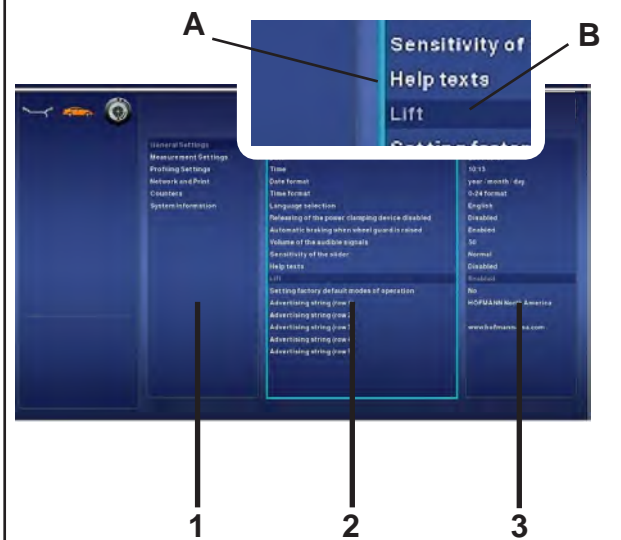 A
B
Sensitivity of
Help texts
Lift
General Settings
Measurement Settings
Profiling Settings
Network and Print
Counters
System Information
Time
Date format
Time format
Language selection
Releasing of the power clamping device disabled
Automatic braking when wheel guard is raised
Volume of the audible signals
Sensitivity of the slider
Help texts
Lift
Setting factory default modes of operation
Advertising string (row
Advertising string (row
Advertising string (row
Advertising string (row
Advertising string (row
10:15
year / month / day
0-24 format
English
Disabled
Enabled
50
Normal
Disabled
Enabled
No
HOFMANN North America
1
2
3